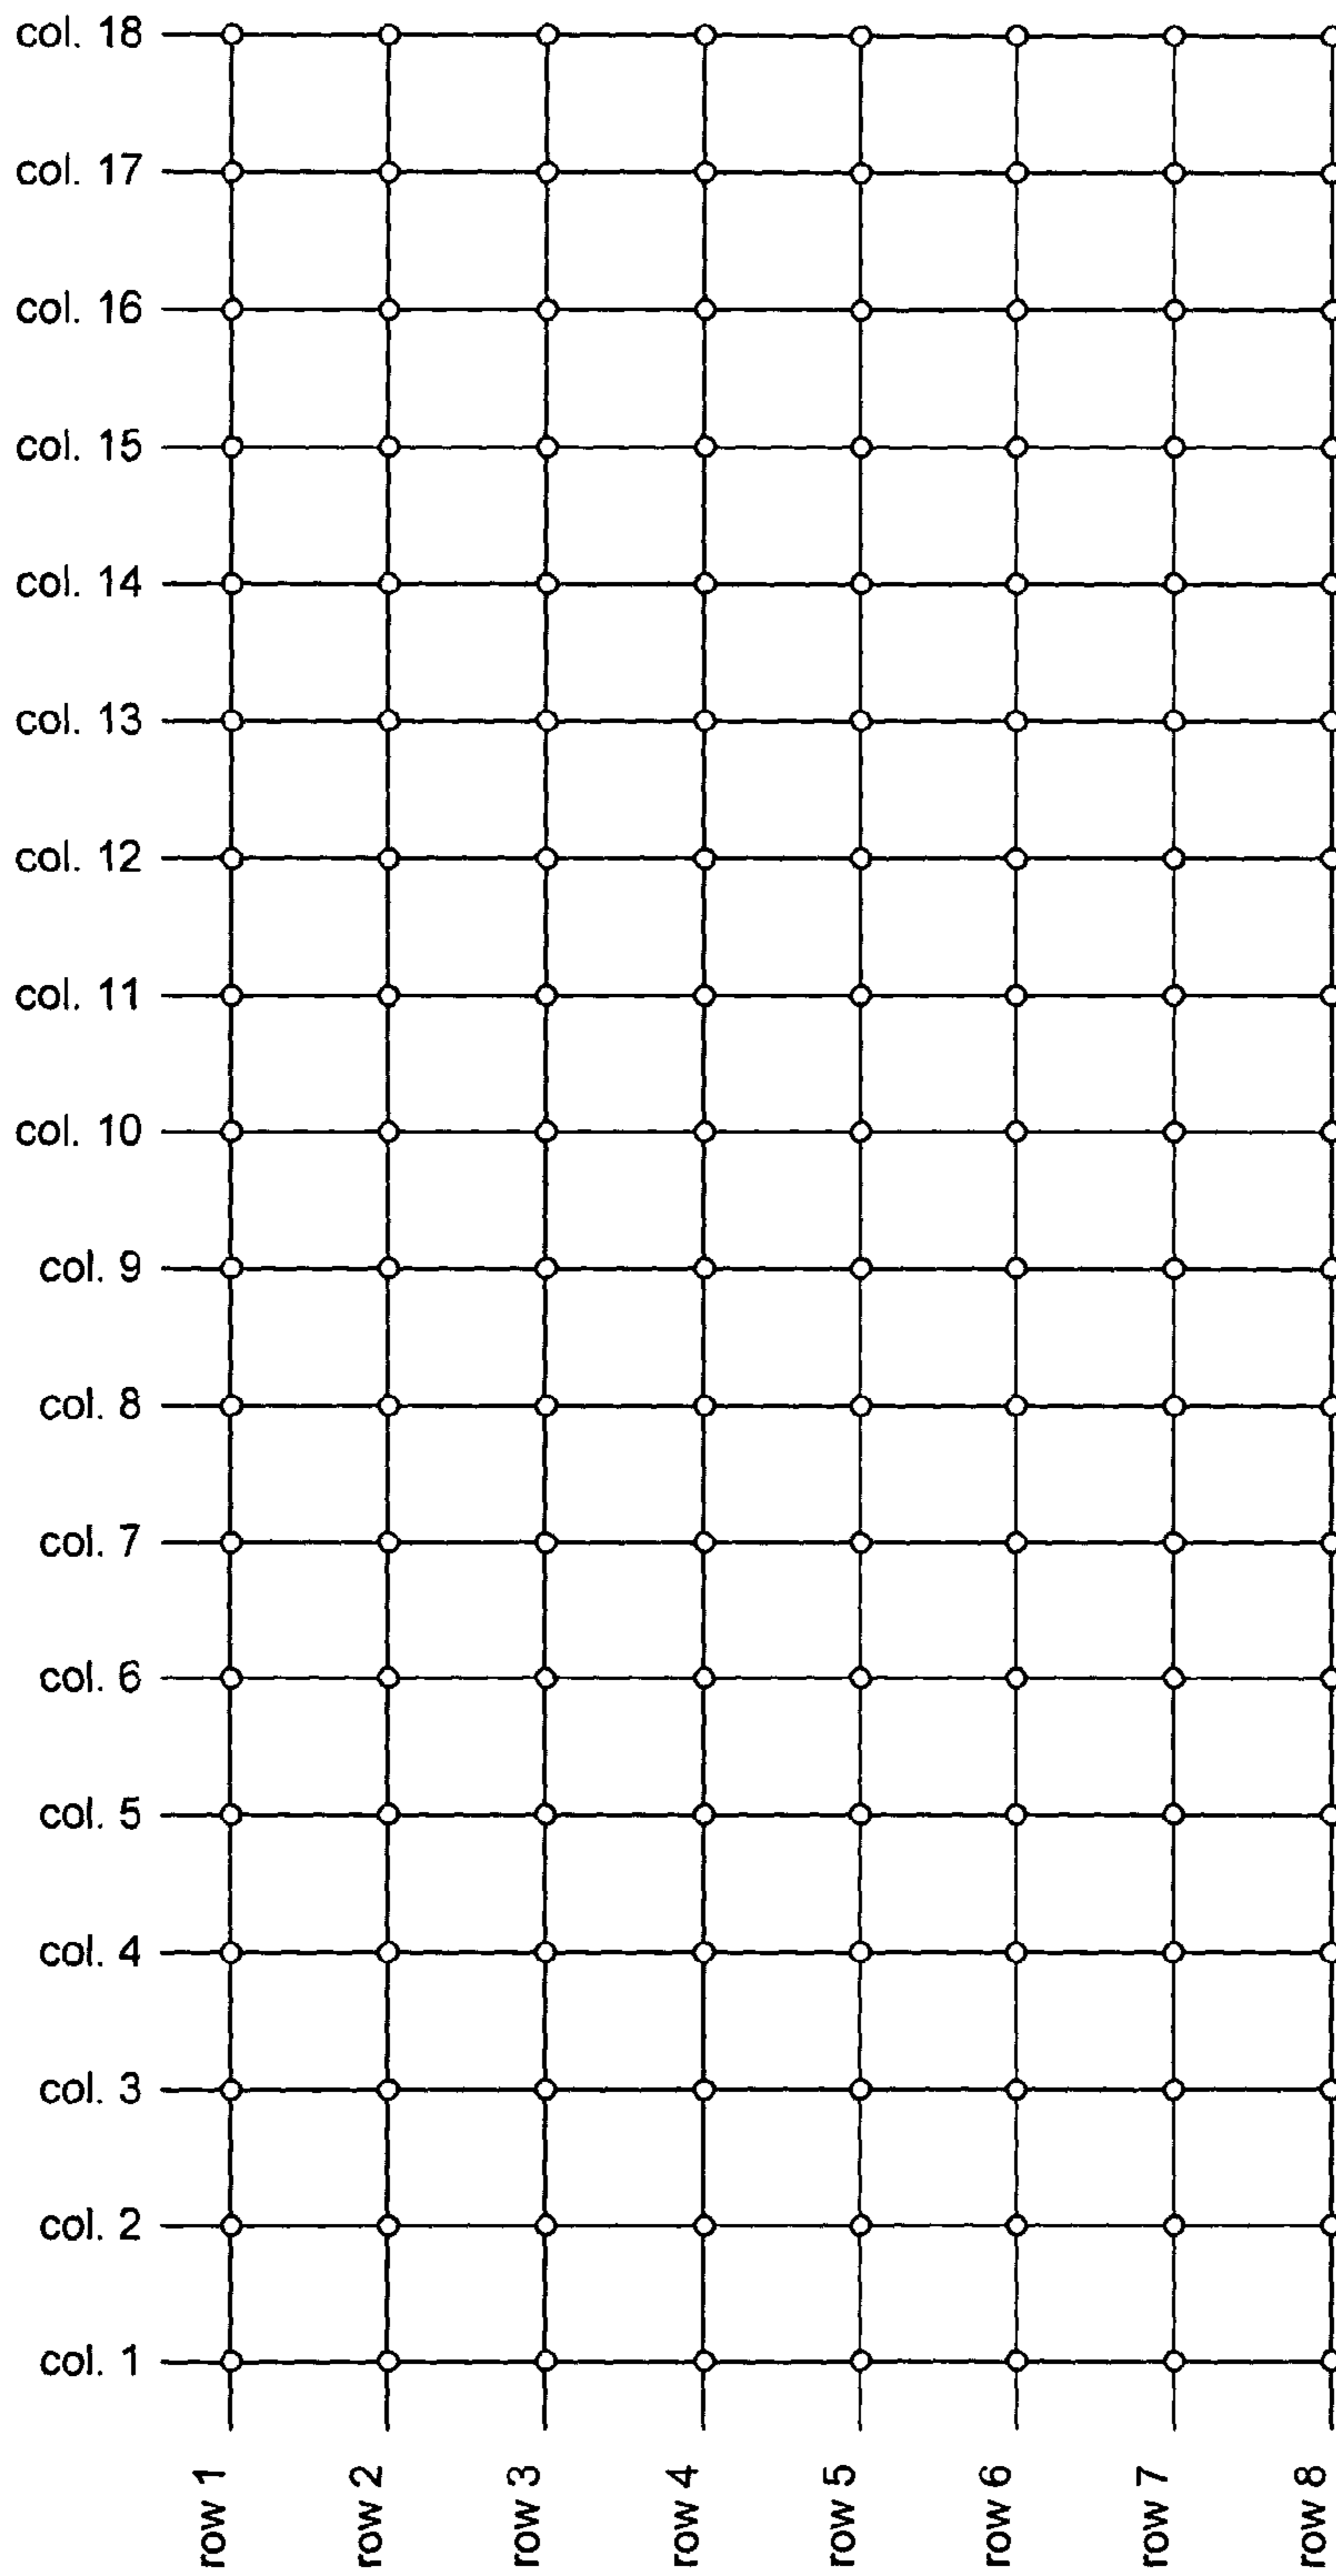 col. 18
col. 17
col. 16
col. 15
col. 14
col. 13
col. 12
col. 11
col. 10
col. 9
col. 8
col. 7
col. 6
col. 5
col. 4
col. 3
col. 2
col. 1
row 1
row 2
row 3
row 4
row 5
row 6
row 7
row 8